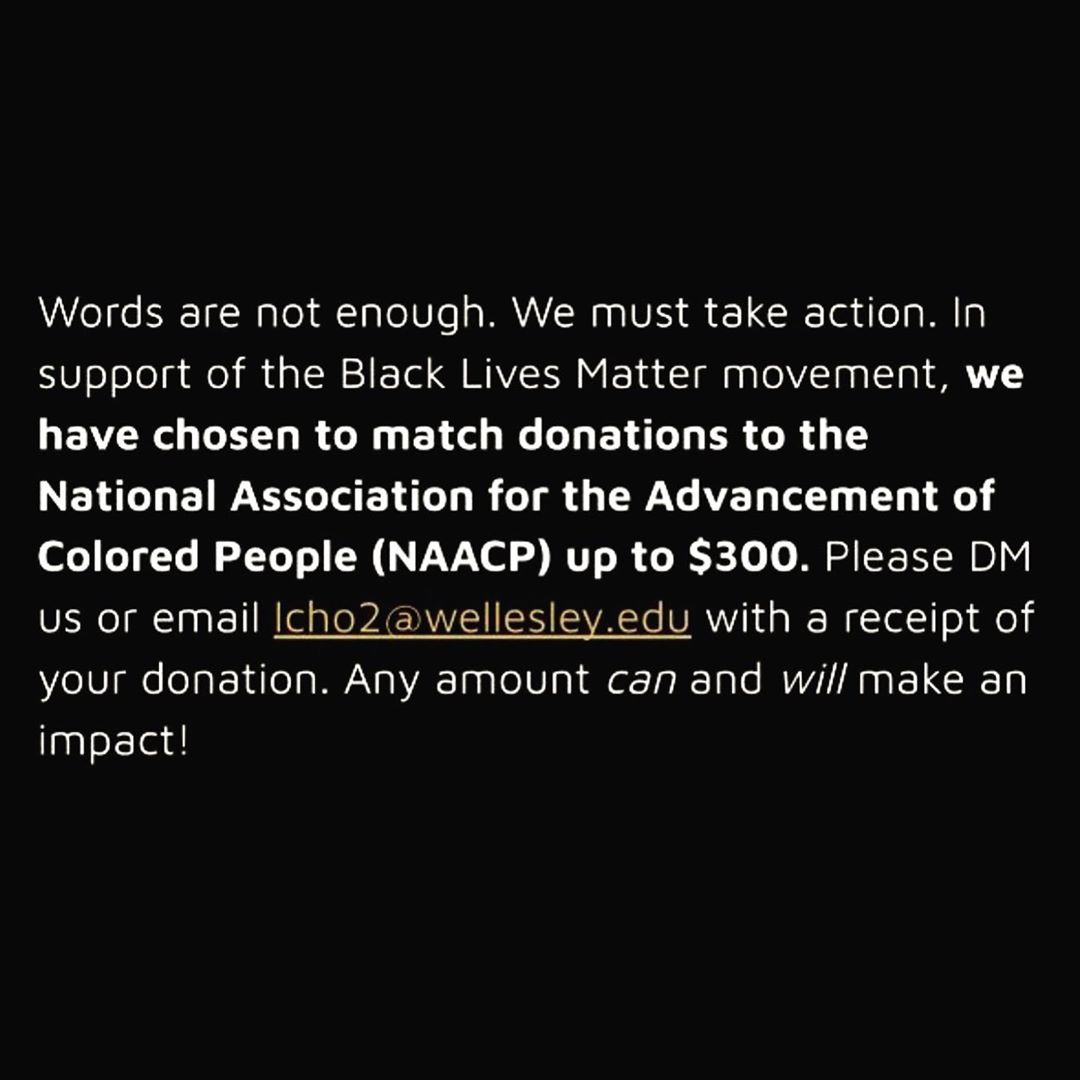 Words are not enough. We must take action. In
support of the Black Lives Matter movement, we
have chosen to match donations to the
National Association for the Advancement of
Colored People (NAACP) up to $300. Please DM
us or email lcho2@wellesley.edu with a receipt of
your donation. Any amount can and will make an
impact!